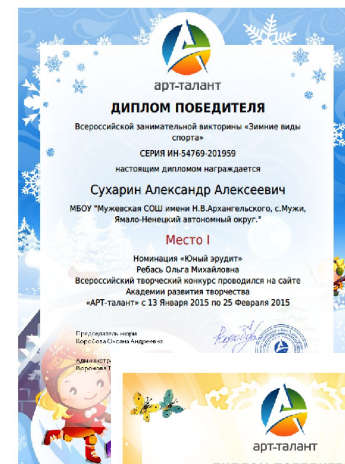 арт-талант
ДИПЛОМ ПОБЕДИТЕЛЯ
Всероссийской занимательной викторины «Зимние виды
спорта»
СЕРИЯ ИН-54769-201959
настоящим дипломом награждается
Сухарин Александр Алексеевич
МБОУ "Мужевская СОШ имени Н.В.Архангельского, с.Мужи,
Ямало-Ненецкий автономный округ."
Место I
Номинация «Юный эрудит»
Ребась Ольга Михайловна
Всероссийский творческий конкурс проводился на сайте
Академии развития творчества
«АРТ-талант» с 13 Января 2015 по 25 Февраля 2015
Председатель жюри
Коробова Оксана Андреевна
арт-талант